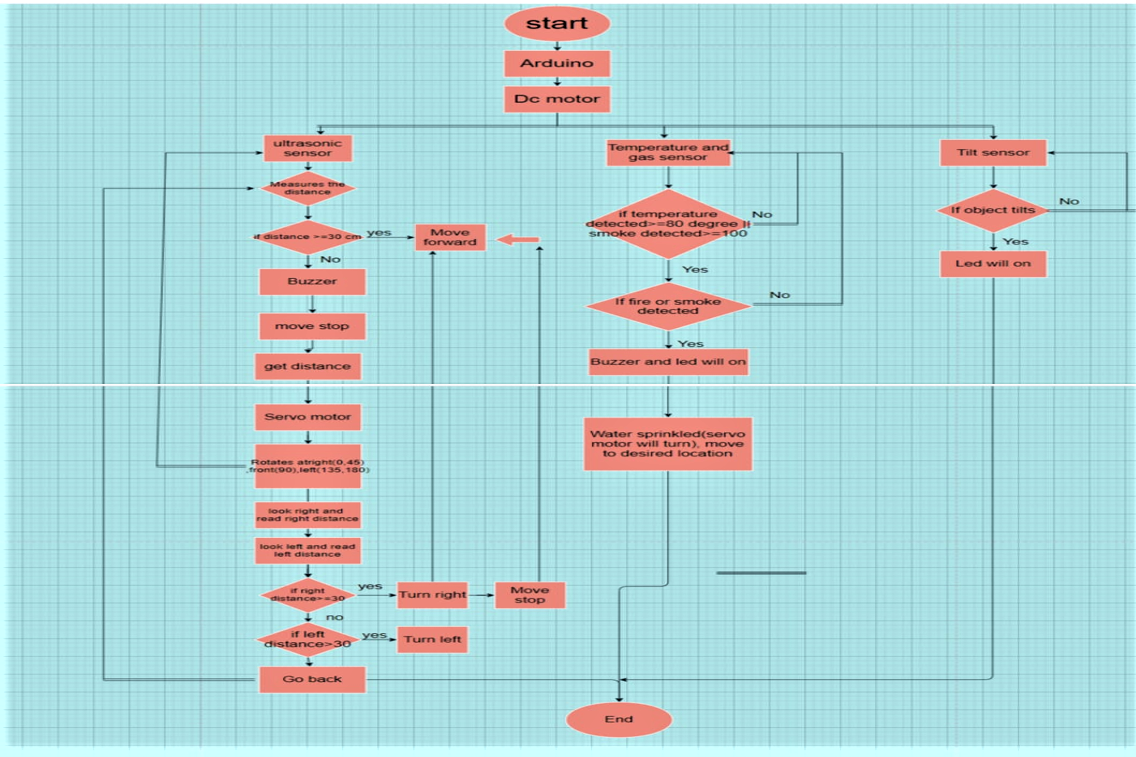 start
Arduino
Dc motor
ultrasonic
sensor
Measures the
distance
if distance >=30 cm
yes
Move
forward
No
Buzzer
move stop
get distance
Servo motor
Rotates atright(0,45)
,front(90),left(135,180)
look right and
read right distance
look left and read
left distance
if right
distance>=30
yes
Turn right
Move
stop
no
if left
distance>30
yes
Turn left
Go back
Temperature and
gas sensor
if temperature
detected>=80 degree ||
smoke detected>=100
No
Yes
If fire or smoke
detected
No
Yes
Buzzer and led will on
Water sprinkled(servo
motor will turn), move
to desired location
Tilt sensor
If object tilts
No
Yes
Led will on
End